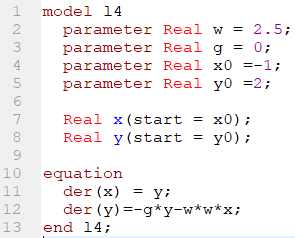 1 model l4
2 parameter Real w = 2.5;
3 parameter Real g = 0;
4 parameter Real x0 =-1;
5 parameter Real y0 =2;
6
7 Real x(start = x0);
8 Real y(start = y0);
9
10 equation
11 der(x) = y;
12 der(y)=-g*y-w*w*x;
13 end l4;